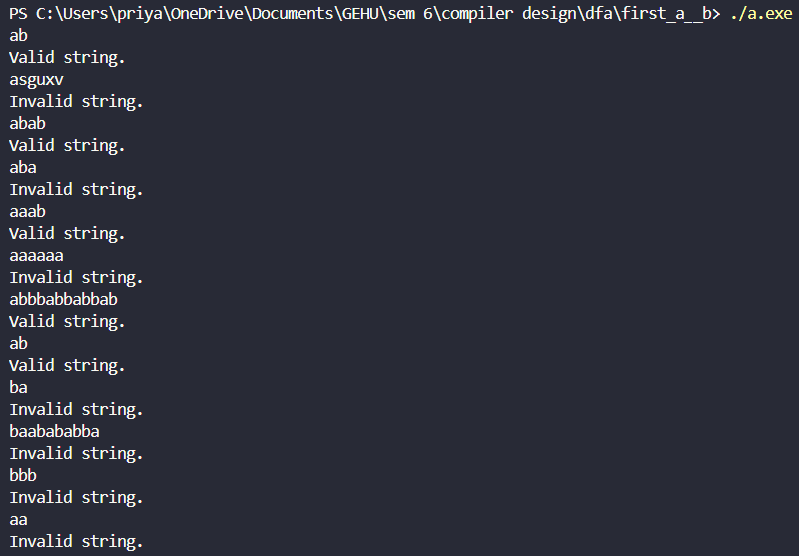 PS C:\Users\priya\OneDrive\Documents\GEHU\sem 6\compiler design\dfa\first_a__b> ./a.exe
ab
Valid string.
asguxv
Invalid string.
abab
Valid string.
aba
Invalid string.
aaab
Valid string.
aaaaaa
Invalid string.
abbbabbabbab
Valid string.
ab
Valid string.
ba
Invalid string.
baabababba
Invalid string.
bbb
Invalid string.
aa
Invalid string.